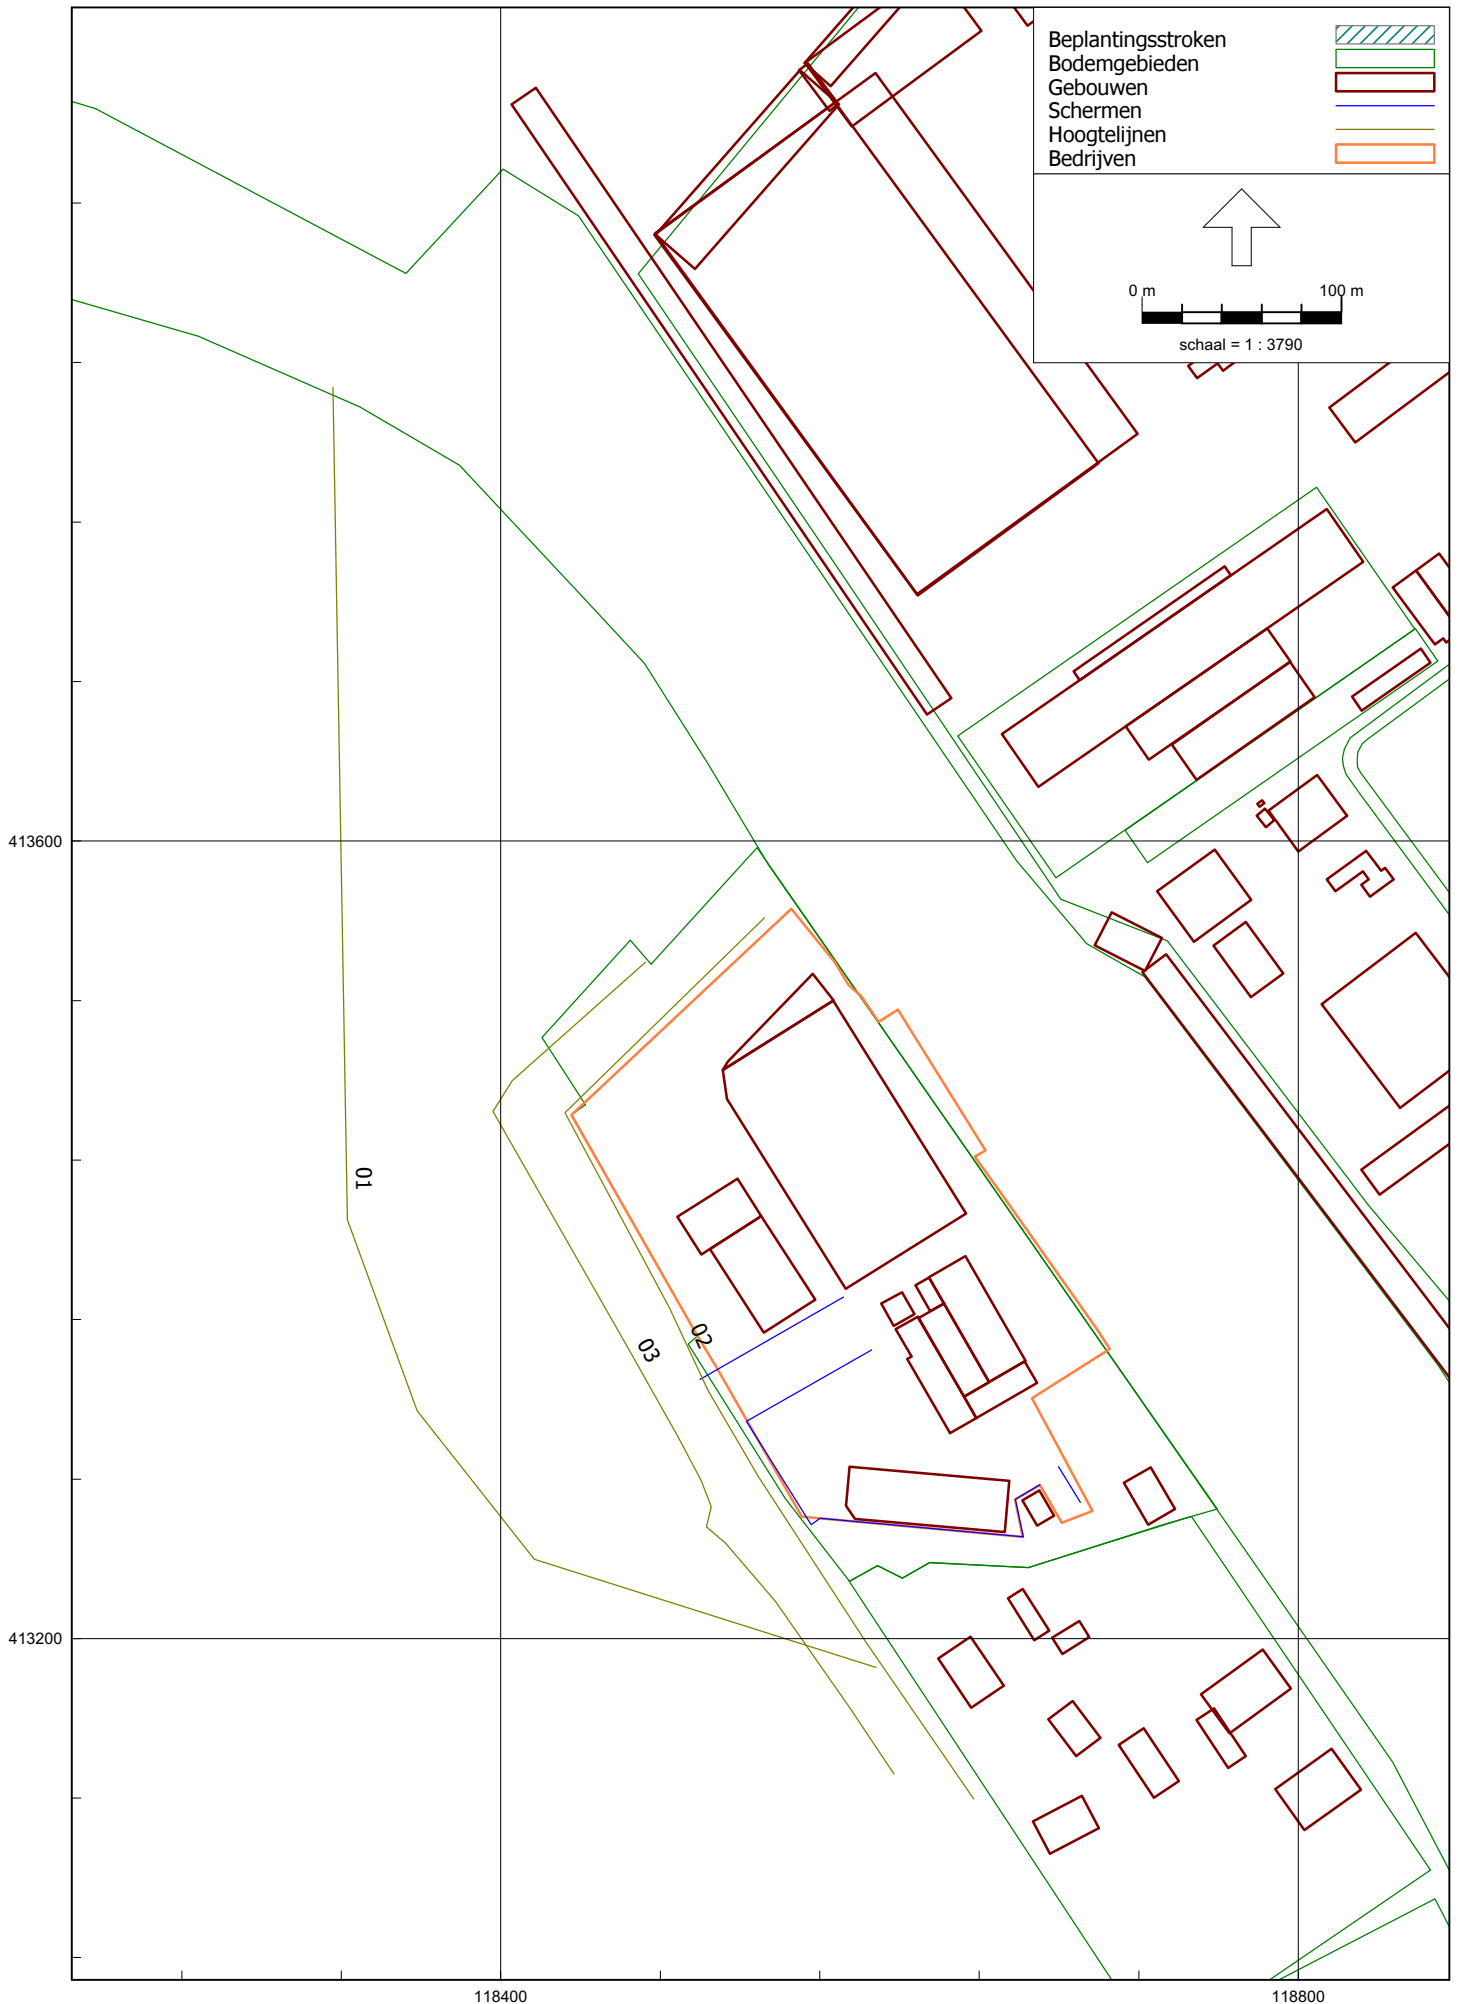 Beplantingsstroken
Bodemgebieden
Gebouwen
Schermen
Hoogtelijnen
Bedrijven
0 m 100 m
schaal = 1 : 3790
413600
01
02
03
413200
118400 118800